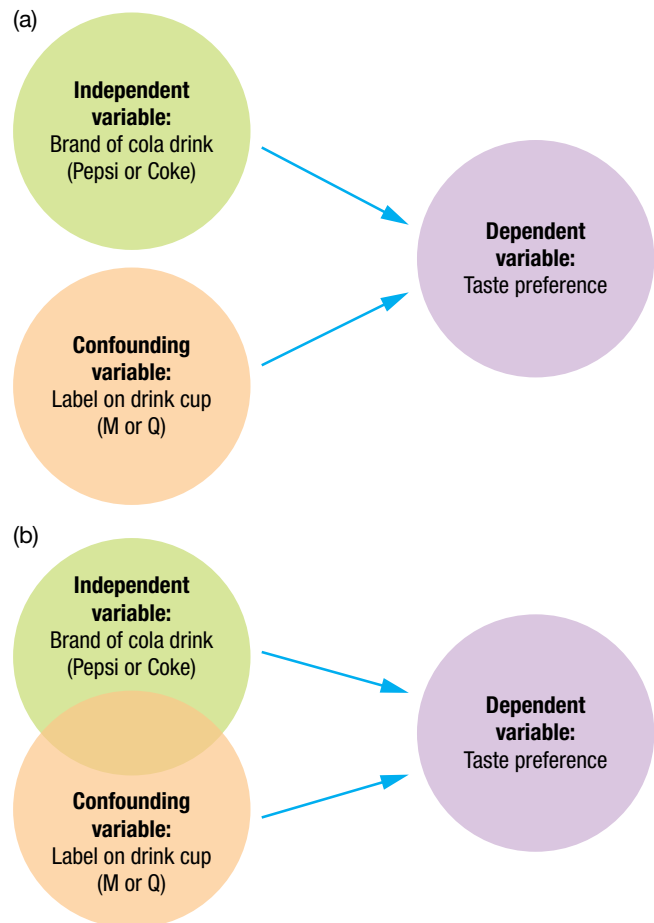 (a)
Independent
variable:
Brand of cola drink
(Pepsi or Coke)
Dependent
variable:
Taste preference
Confounding
variable:
Label on drink cup
(M or Q)
(b)
Independent
variable:
Brand of cola drink
(Pepsi or Coke)
Dependent
variable:
Taste preference
Confounding
variable:
Label on drink cup
(M or Q)